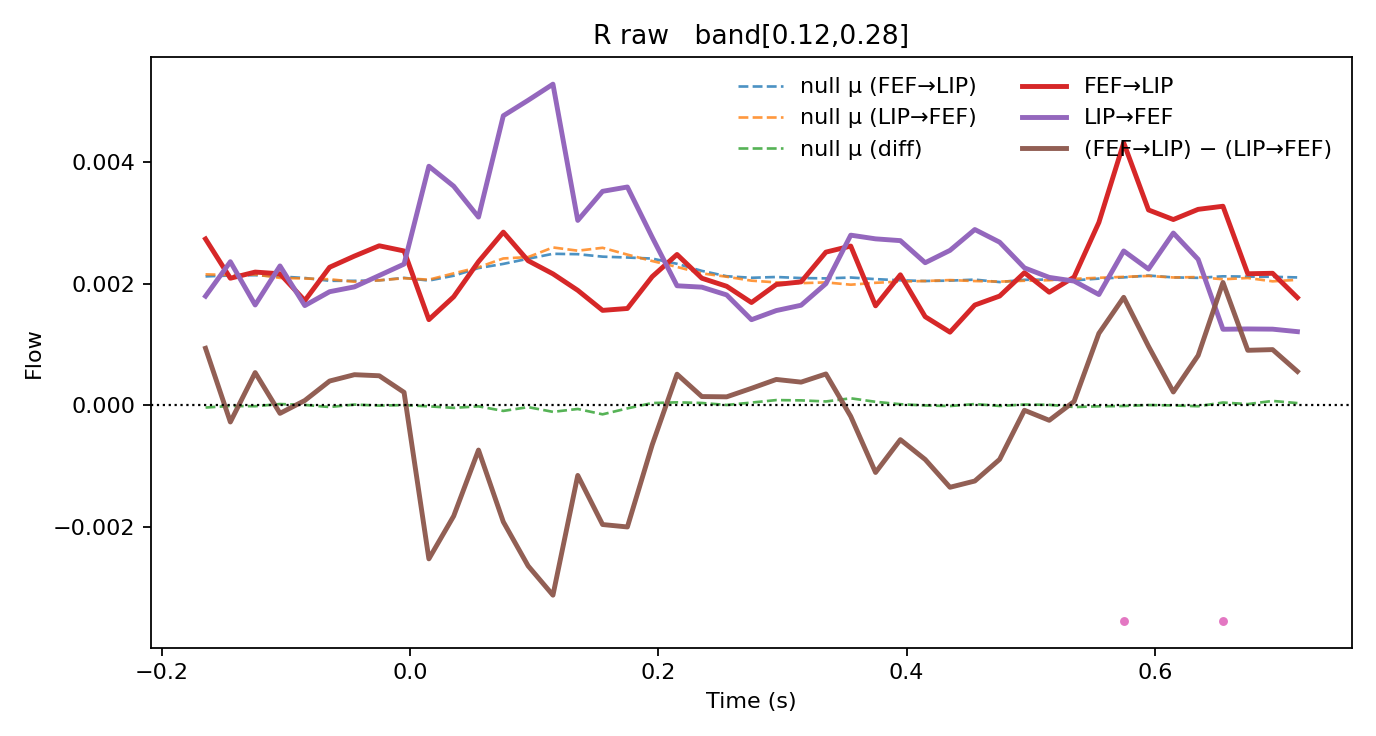 R raw   band[0.12,0.28]
null μ (FEF→LIP)
null μ (LIP→FEF)
null μ (diff)
FEF→LIP
LIP→FEF
(FEF→LIP) − (LIP→FEF)
Flow
0.004
0.002
0.000
−0.002
−0.2
0.0
0.2
0.4
0.6
Time (s)